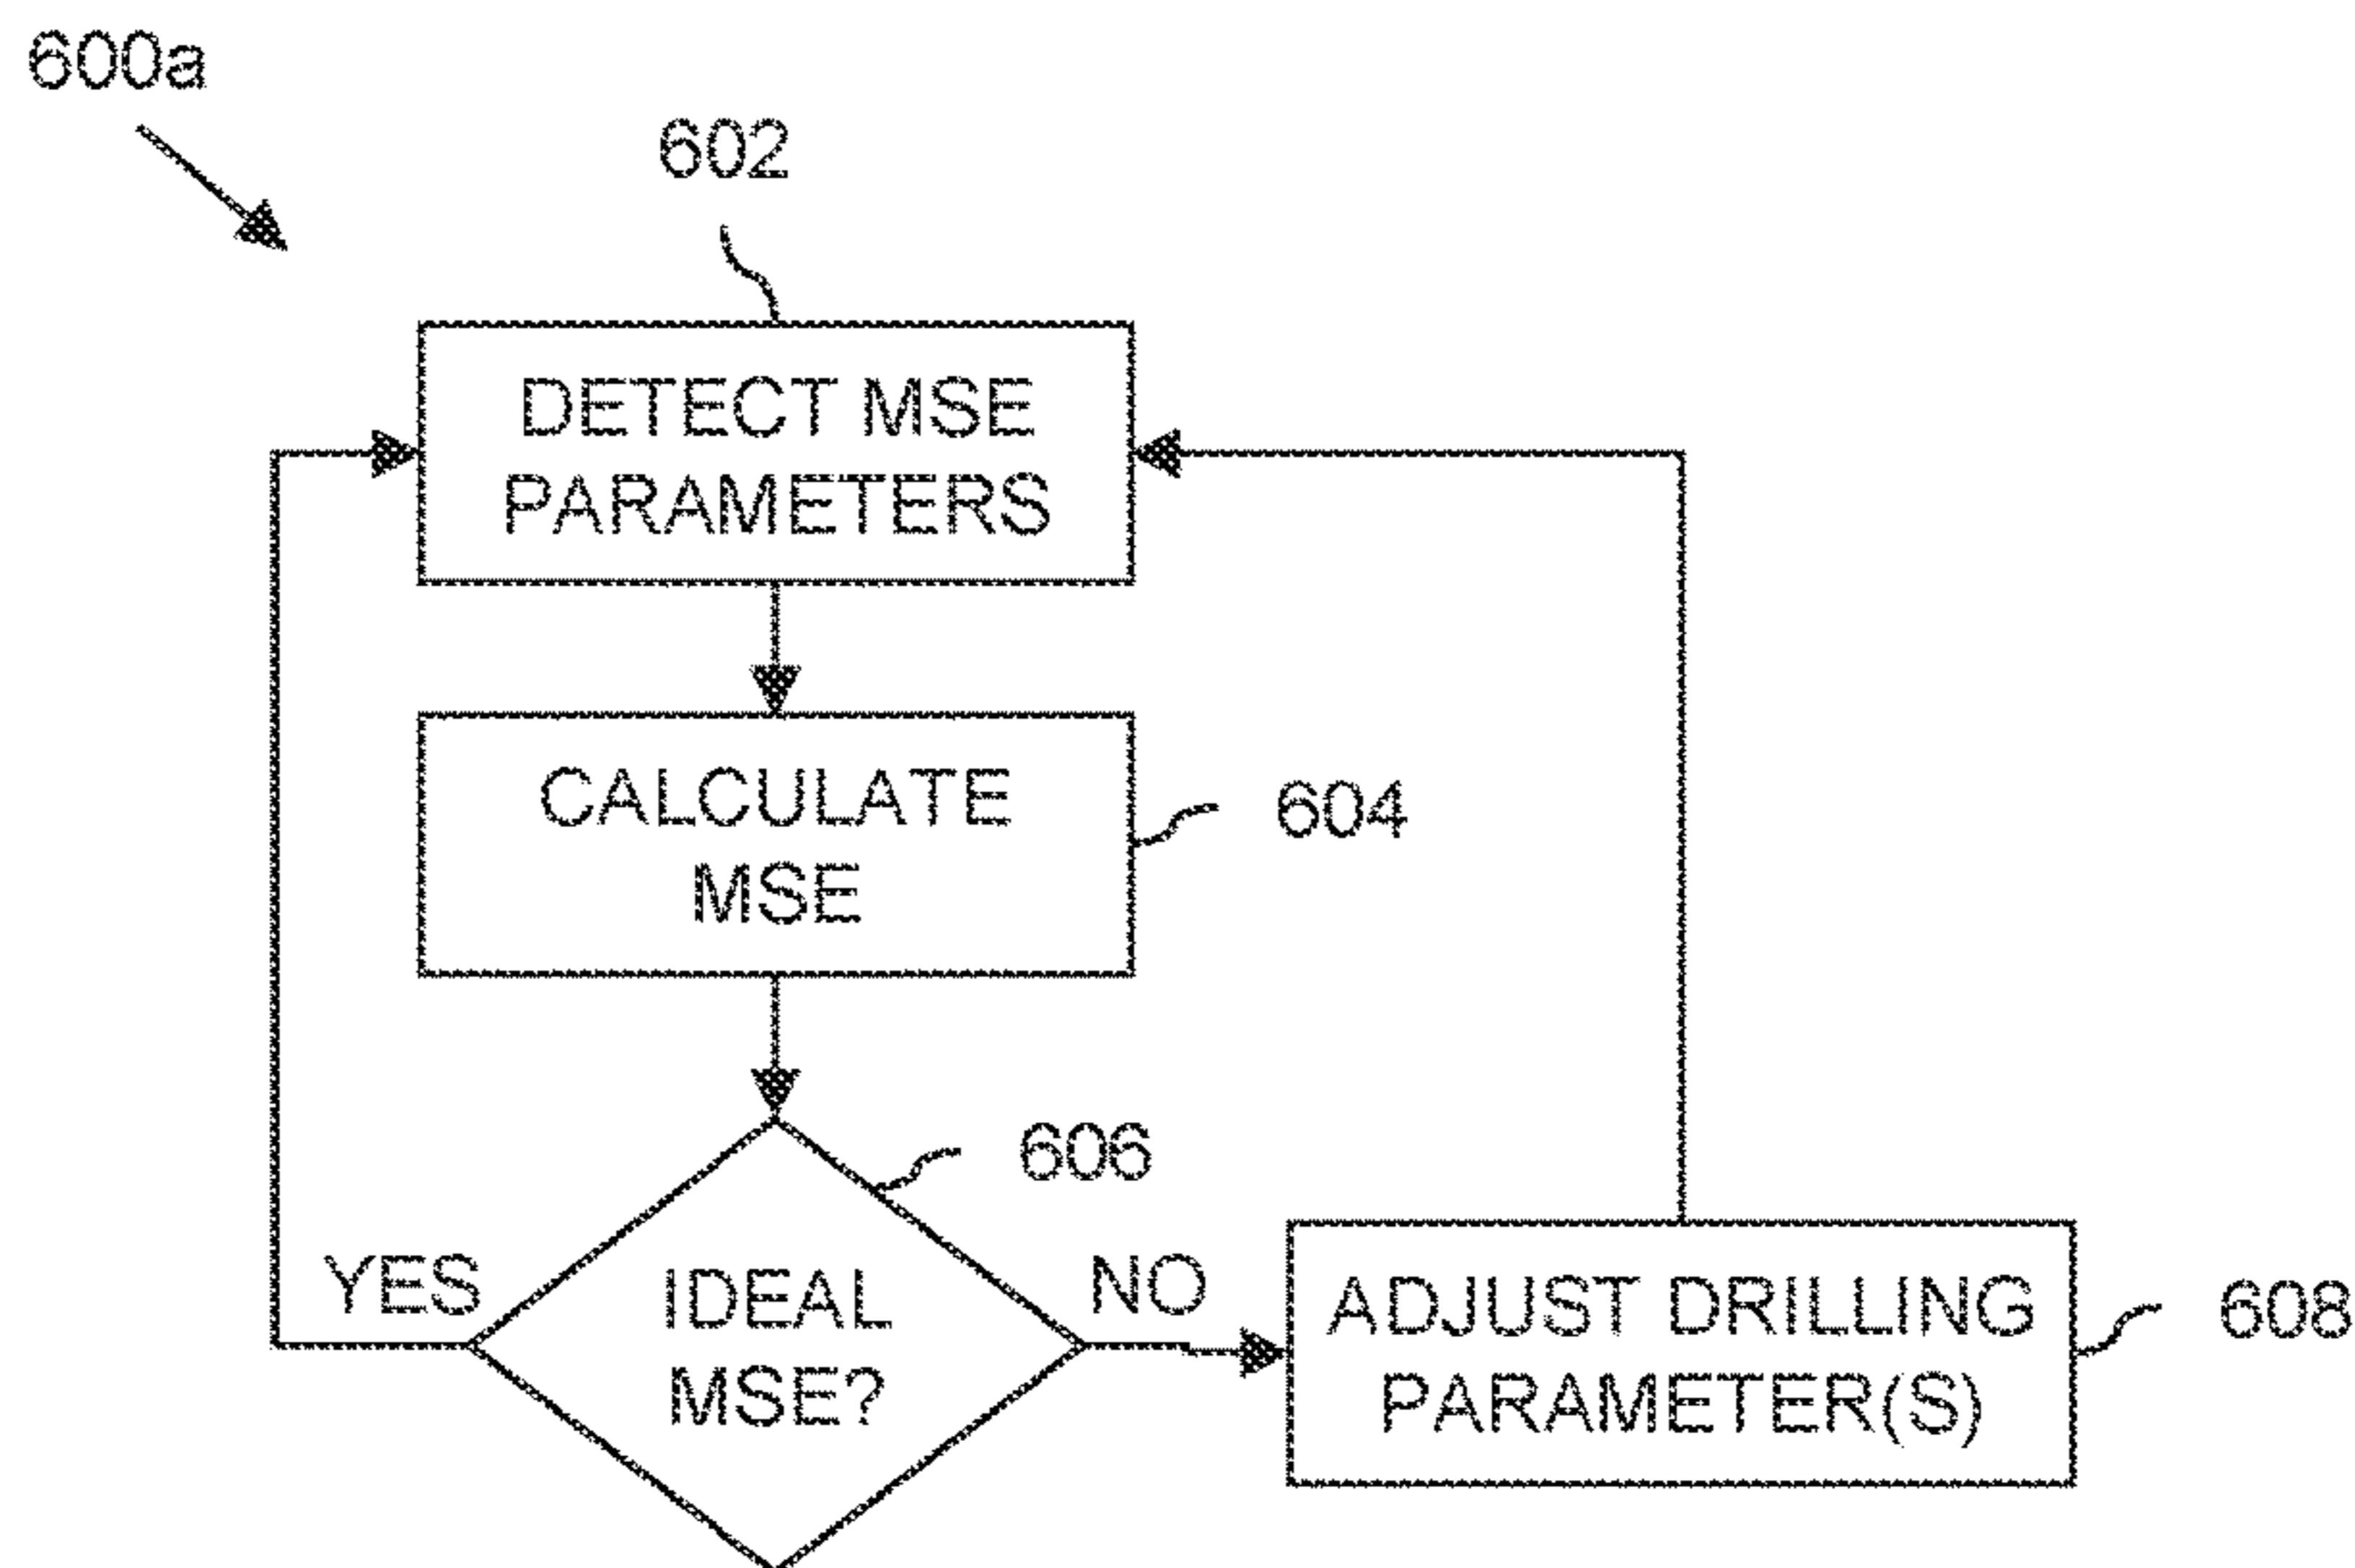 600a
602
DETECT MSE
PARAMETERS
CALCULATE
MSE
604
606
YES
IDEAL
MSE?
NO
ADJUST DRILLING
PARAMETER(S)
608